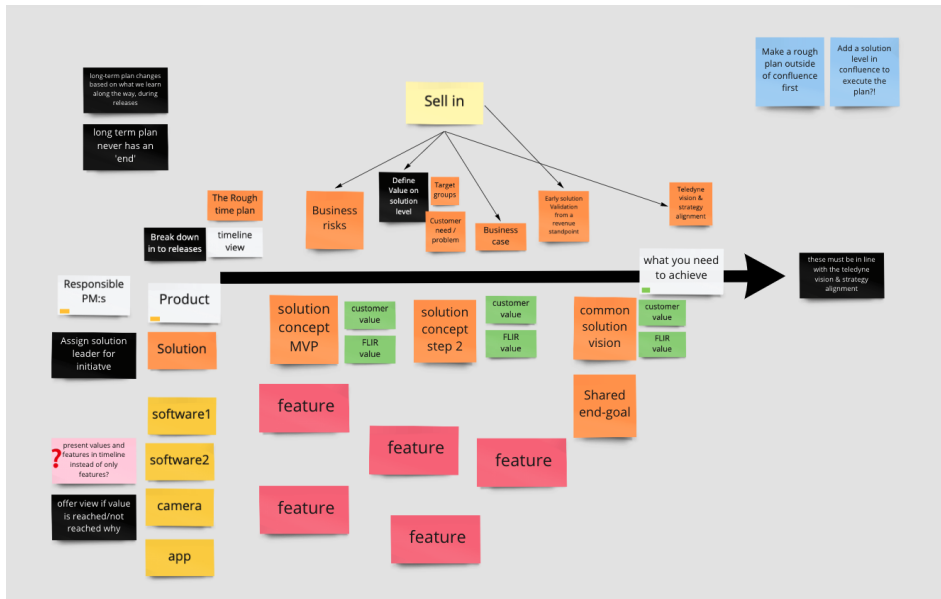 long-term plan changes
based on what we learn
along the way, during
releases
long term plan
never has an
'end'
Sell in
Make a rough
plan outside
of confluence
first
Add a solution
level in
confluence to
execute the
plan?!
The Rough
time plan
Break down
in to releases
timeline
view
Business
risks
Define
Value on
solution
level
Target
groups
Customer
need /
problem
Business
case
Early solution
Validation
from a
revenue
standpoint
Teledyne
vision &
strategy
alignment
what you need
to achieve
these must be in line
with the teledyne
vision & strategy
alignment
Responsible
PM:s
Product
solution
concept
MVP
customer
value
FLIR
value
solution
concept
step 2
customer
value
FLIR
value
common
solution
vision
customer
value
FLIR
value
Assign solution
leader for
initiatve
Solution
Shared
end-goal
software1
feature
feature
feature
?
present values and
features in timeline
instead of only
features?
software2
offer view if value
is reached/not
reached why
camera
feature
feature
app